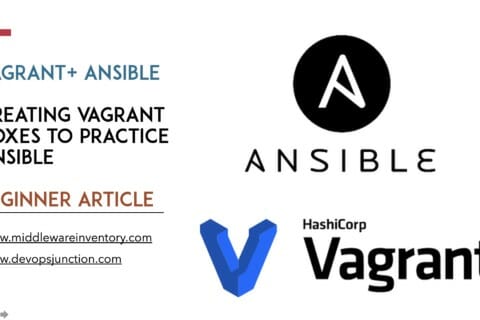 AGRANT+ ANSIBLE
REATING VAGRANT
OXES TO PRACTICE
NSIBLE
GINNER ARTICLE
w.middlewareinventory.com
w.devopsjunction.com
ANSIBLE
HashiCorp
Vagrant